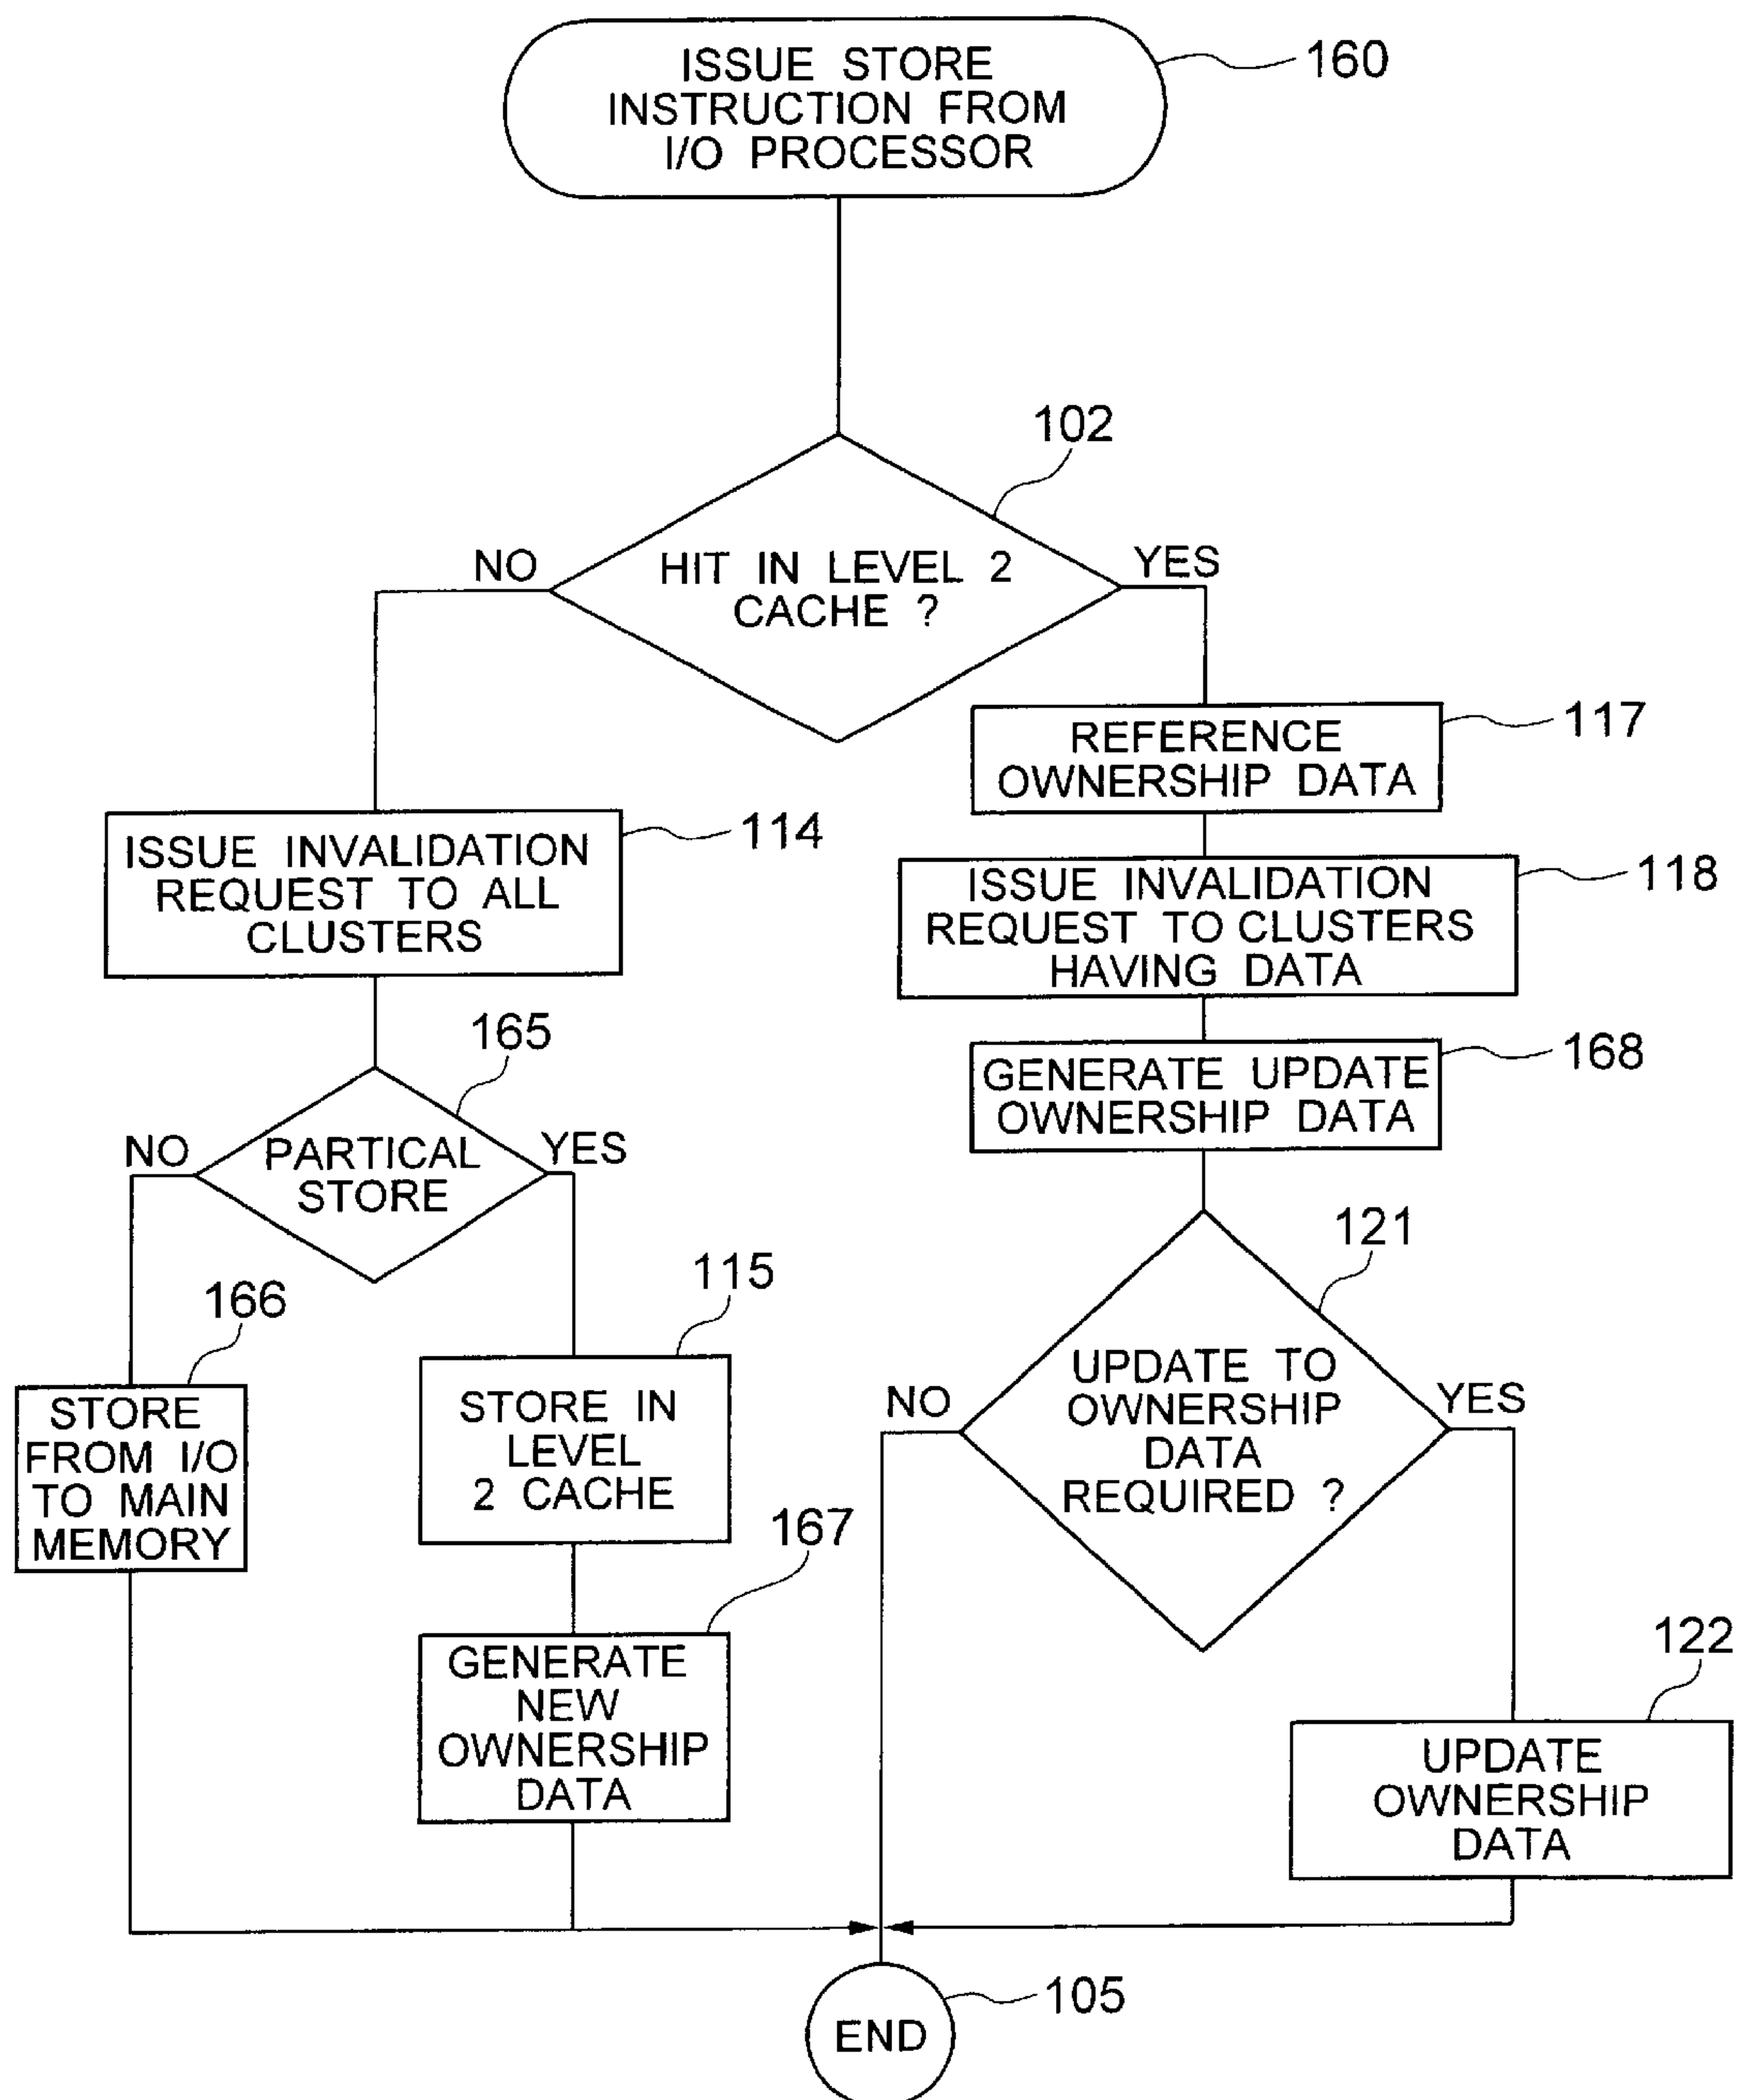 ISSUE STORE
INSTRUCTION FROM
I/O PROCESSOR
160
102
HIT IN LEVEL 2
CACHE ?
NO
YES
REFERENCE
OWNERSHIP DATA
117
ISSUE INVALIDATION
REQUEST TO ALL
CLUSTERS
114
ISSUE INVALIDATION
REQUEST TO CLUSTERS
HAVING DATA
118
165
PARTICAL
STORE
NO
YES
GENERATE UPDATE
OWNERSHIP DATA
168
166
STORE
FROM I/O
TO MAIN
MEMORY
115
STORE IN
LEVEL
2 CACHE
121
UPDATE TO
OWNERSHIP
DATA
REQUIRED ?
NO
YES
167
GENERATE
NEW
OWNERSHIP
DATA
122
UPDATE
OWNERSHIP
DATA
END
105